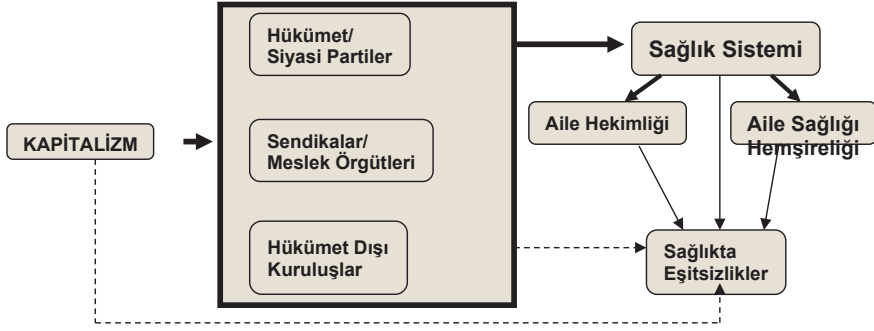 KAPİTALİZM
Hükümet/
Siyasi Partiler
Sendikalar/
Meslek Örgütleri
Hükümet Dışı
Kuruluşlar
Sağlık Sistemi
Aile Hekimliği
Aile Sağlığı
Hemşireliği
Sağlıkta
Eşitsizlikler